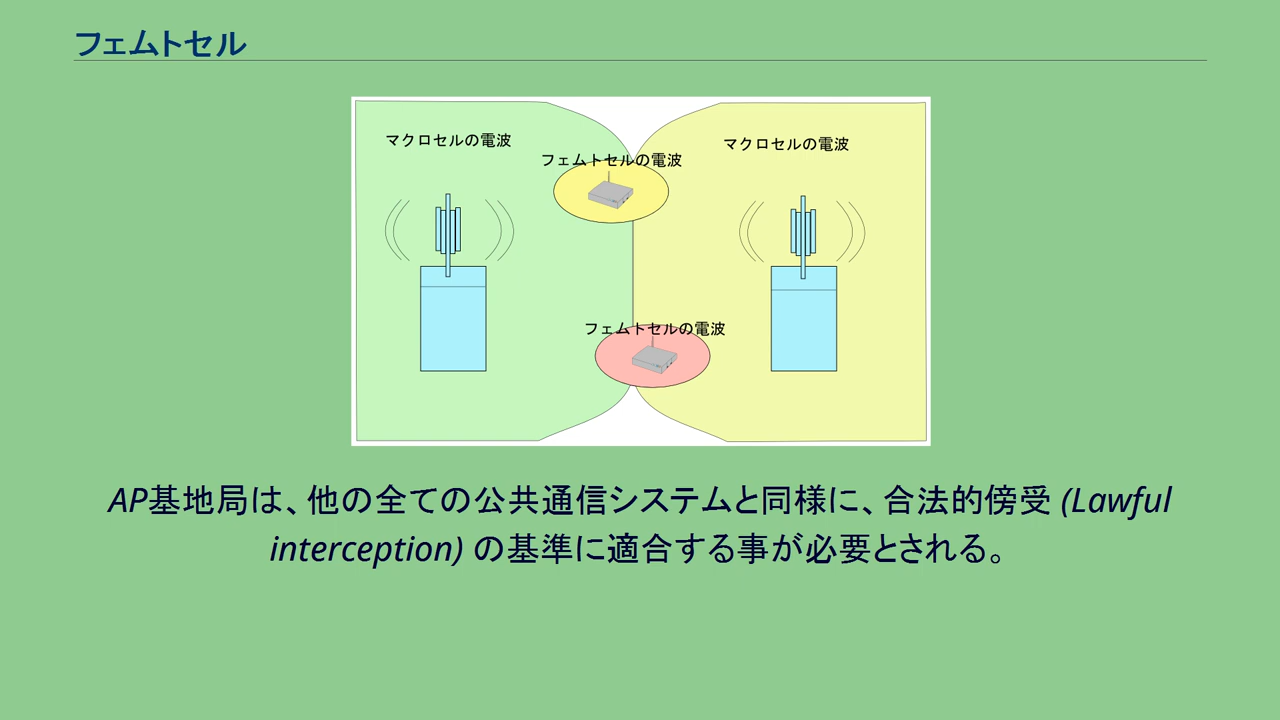 フェムトセル
マクロセルの電波
マクロセルの電波
フェムトセルの電波
フェムトセルの電波
AP基地局は、他の全ての公共通信システムと同様に、合法的傍受 (Lawful
interception) の基準に適合する事が必要とされる。